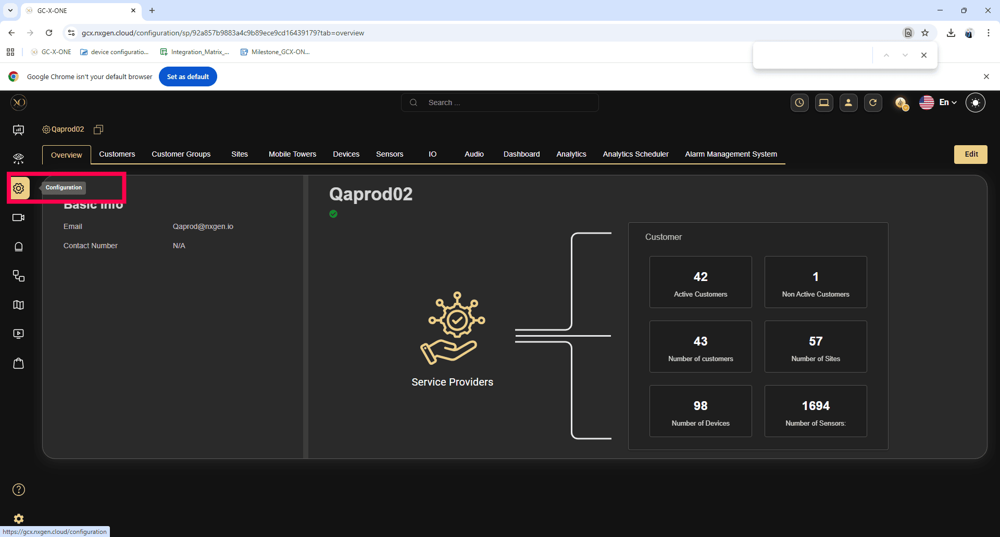 GC-X-ONE
gcx.nxgen.cloud/configuration/sp/92a857b9883a4c9b89ece9cd16439179?tab=overview
GC-X-ONE
device configuratio...
Integration_Matrix_...
Milestone_GCX-ON...
Google Chrome isn't your default browser
Set as default
XO
Search ...
En
Qaprod02
Overview
Customers
Customer Groups
Sites
Mobile Towers
Devices
Sensors
IO
Audio
Dashboard
Analytics
Analytics Scheduler
Alarm Management System
Edit
Configuration
Basic Info
Email
Qaprod@nxgen.io
Contact Number
N/A
Qaprod02
Service Providers
Customer
42
Active Customers
1
Non Active Customers
43
Number of customers
57
Number of Sites
98
Number of Devices
1694
Number of Sensors:
https://gcx.nxgen.cloud/configuration